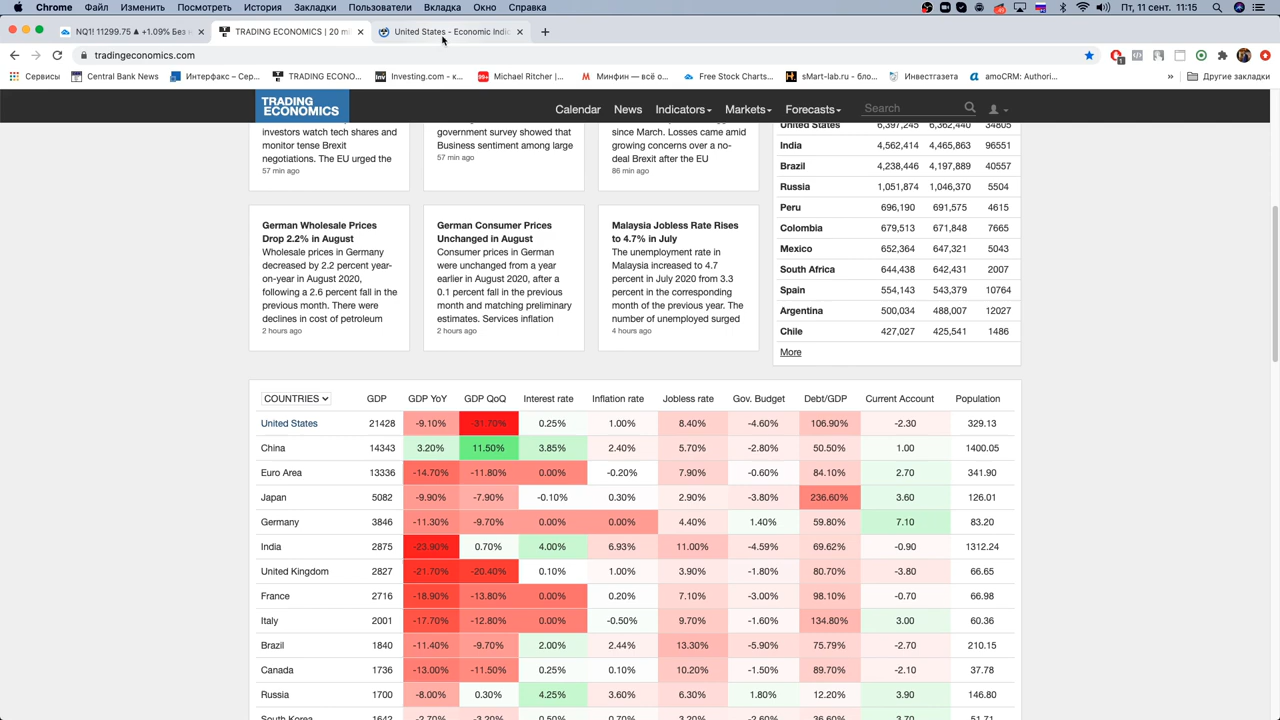 Chrome Файл Изменить Посмотреть История Закладки Пользователи Вкладка Окно Справка Пт, 11 сент. 11:15
NQ1! 11299.75 ▲ +1.09% Без н
TRADING ECONOMICS | 20 mi
United States - Economic Indic
tradingeconomics.com
Сервисы Central Bank News Интерфакс – Сер... TRADING ECONO... Investing.com - к... Michael Ritcher |... Минфин — всё о... Free Stock Charts... sMart-lab.ru - бло... Инвестгазета amoCRM: Authori... » Другие закладки
TRADING ECONOMICS
Calendar News Indicators Markets Forecasts Search
investors watch tech shares and
monitor tense Brexit
negotiations. The EU urged the
57 min ago
government survey showed that
Business sentiment among large
57 min ago
since March. Losses came amid
growing concerns over a no-
deal Brexit after the EU
86 min ago
German Wholesale Prices
Drop 2.2% in August
Wholesale prices in Germany
decreased by 2.2 percent year-
on-year in August 2020,
following a 2.6 percent fall in the
previous month. There were
declines in cost of petroleum
2 hours ago
German Consumer Prices
Unchanged in August
Consumer prices in German
were unchanged from a year
earlier in August 2020, after a
0.1 percent fall in the previous
month and matching preliminary
estimates. Services inflation
2 hours ago
Malaysia Jobless Rate Rises
to 4.7% in July
The unemployment rate in
Malaysia increased to 4.7
percent in July 2020 from 3.3
percent in the corresponding
month of the previous year. The
number of unemployed surged
4 hours ago
United States 6,397,245 6,362,440 34805
India 4,562,414 4,465,863 96551
Brazil 4,238,446 4,197,889 40557
Russia 1,051,874 1,046,370 5504
Peru 696,190 691,575 4615
Colombia 679,513 671,848 7665
Mexico 652,364 647,321 5043
South Africa 644,438 642,431 2007
Spain 554,143 543,379 10764
Argentina 500,034 488,007 12027
Chile 427,027 425,541 1486
More
COUNTRIES GDP GDP YoY GDP QoQ Interest rate Inflation rate Jobless rate Gov. Budget Debt/GDP Current Account Population
United States 21428 -9.10% -31.70% 0.25% 1.00% 8.40% -4.60% 106.90% -2.30 329.13
China 14343 3.20% 11.50% 3.85% 2.40% 5.70% -2.80% 50.50% 1.00 1400.05
Euro Area 13336 -14.70% -11.80% 0.00% -0.20% 7.90% -0.60% 84.10% 2.70 341.90
Japan 5082 -9.90% -7.90% -0.10% 0.30% 2.90% -3.80% 236.60% 3.60 126.01
Germany 3846 -11.30% -9.70% 0.00% 0.00% 4.40% 1.40% 59.80% 7.10 83.20
India 2875 -23.90% 0.70% 4.00% 6.93% 11.00% -4.59% 69.62% -0.90 1312.24
United Kingdom 2827 -21.70% -20.40% 0.10% 1.00% 3.90% -1.80% 80.70% -3.80 66.65
France 2716 -18.90% -13.80% 0.00% 0.20% 7.10% -3.00% 98.10% -0.70 66.98
Italy 2001 -17.70% -12.80% 0.00% -0.50% 9.70% -1.60% 134.80% 3.00 60.36
Brazil 1840 -11.40% -9.70% 2.00% 2.44% 13.30% -5.90% 75.79% -2.70 210.15
Canada 1736 -13.00% -11.50% 0.25% 0.10% 10.20% -1.50% 89.70% -2.10 37.78
Russia 1700 -8.00% 0.30% 4.25% 3.60% 6.30% 1.80% 12.20% 3.90 146.80
South Korea 1642 -2.70% -3.20% 0.50% 0.70% 3.20% -2.60% 36.60% 3.70 51.71